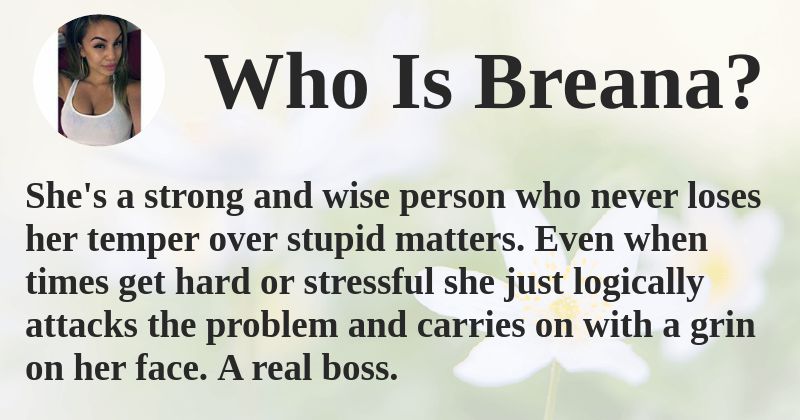 Who Is Breana?
She's a strong and wise person who never loses
her temper over stupid matters. Even when
times get hard or stressful she just logically
attacks the problem and carries on with a grin
on her face. A real boss.